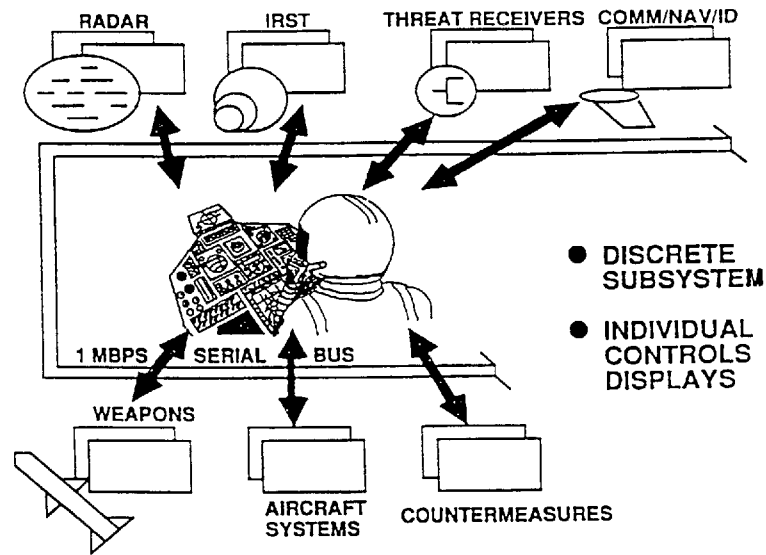 RADAR
IRST
THREAT RECEIVERS
COMM/NAV/ID
● DISCRETE
SUBSYSTEM
● INDIVIDUAL
CONTROLS
DISPLAYS
1 MBPS SERIAL BUS
WEAPONS
AIRCRAFT
SYSTEMS
COUNTERMEASURES